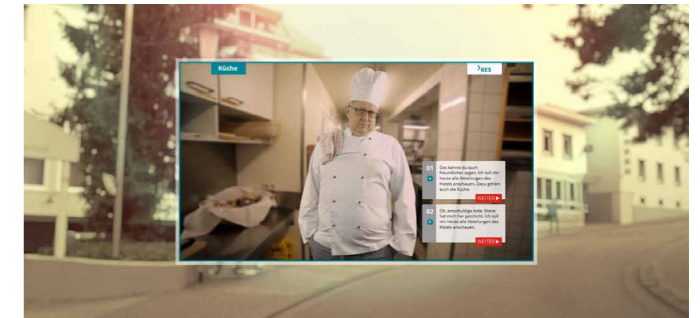 Küche
KES
01
Das kannst du auch
freundlicher sagen. Ich soll mir
heute alle Abteilungen des
Hotels anschauen. Dazu gehört
auch die Küche.
WEITER
02
Oh, entschuldige bitte. Marie
hat mich her geschickt. Ich soll
mir heute alle Abteilungen des
Hotels anschauen.
WEITER